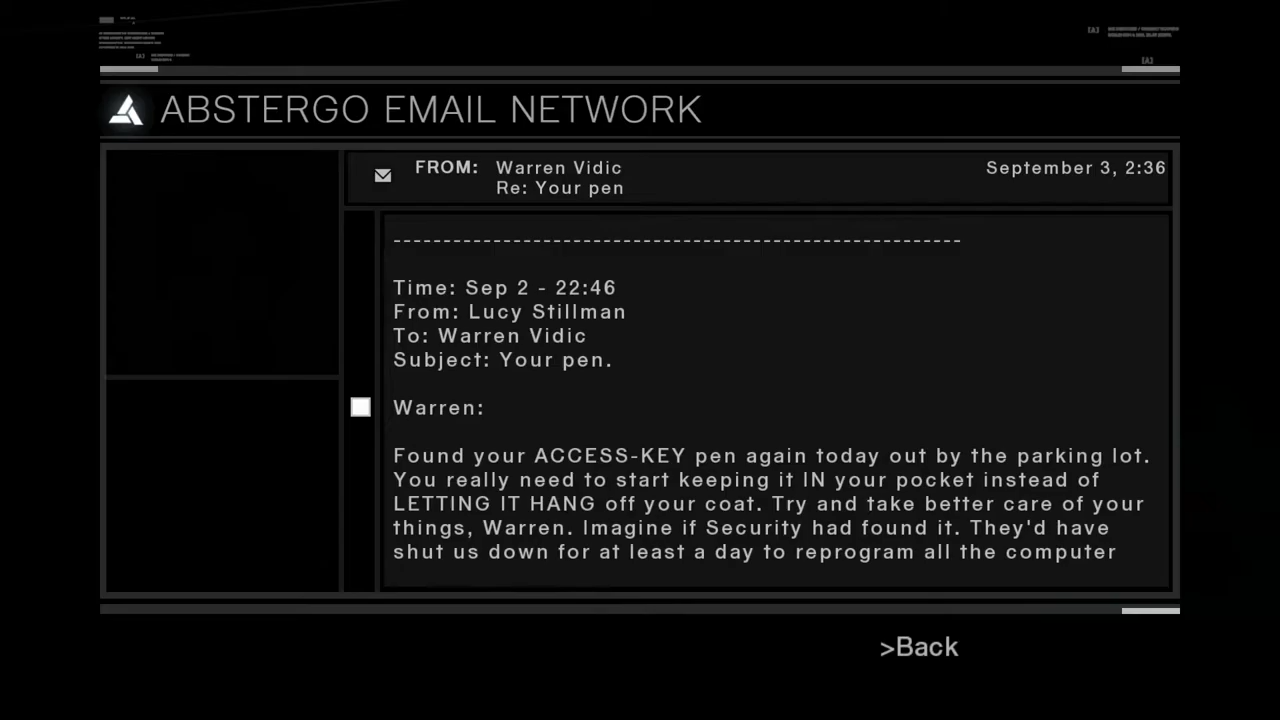 ABSTERGO EMAIL NETWORK
FROM: Warren Vidic
September 3, 2:36
Re: Your pen
---------------------------------------------------------
Time: Sep 2 - 22:46
From: Lucy Stillman
To: Warren Vidic
Subject: Your pen.
Warren:
Found your ACCESS-KEY pen again today out by the parking lot.
You really need to start keeping it IN your pocket instead of
LETTING IT HANG off your coat. Try and take better care of your
things, Warren. Imagine if Security had found it. They'd have
shut us down for at least a day to reprogram all the computer
>Back